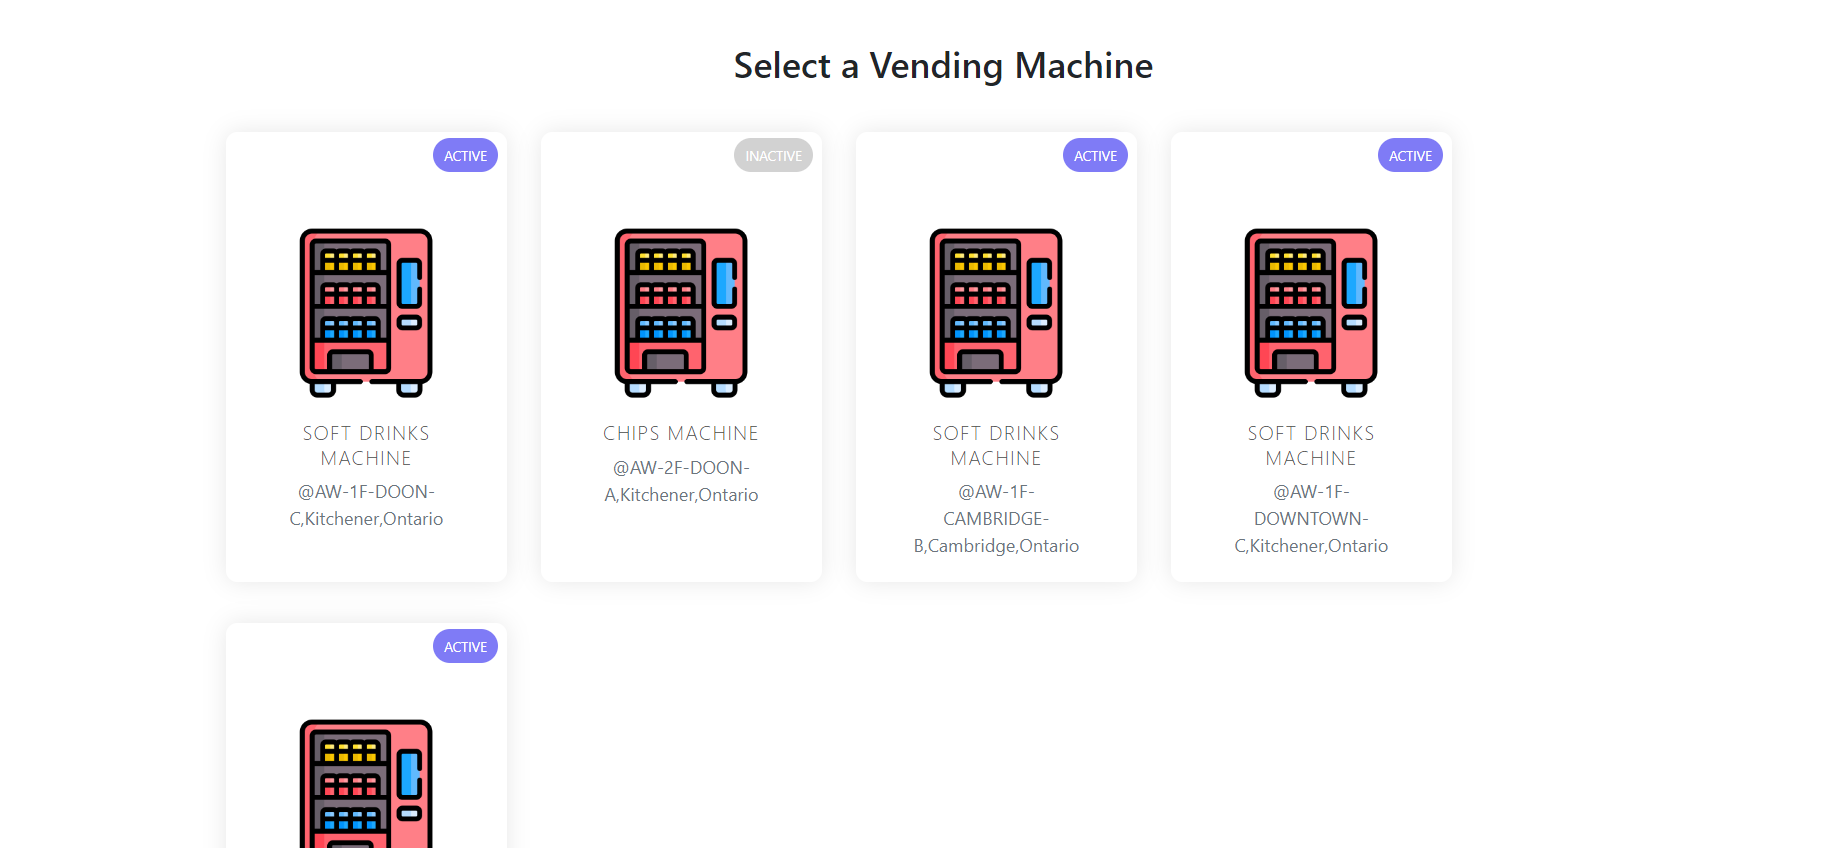 Select a Vending Machine
ACTIVE
SOFT DRINKS
MACHINE
@AW-1F-DOON-
C,Kitchener,Ontario
INACTIVE
CHIPS MACHINE
@AW-2F-DOON-
A,Kitchener,Ontario
ACTIVE
SOFT DRINKS
MACHINE
@AW-1F-
CAMBRIDGE-
B,Cambridge,Ontario
ACTIVE
SOFT DRINKS
MACHINE
@AW-1F-
DOWNTOWN-
C,Kitchener,Ontario
ACTIVE